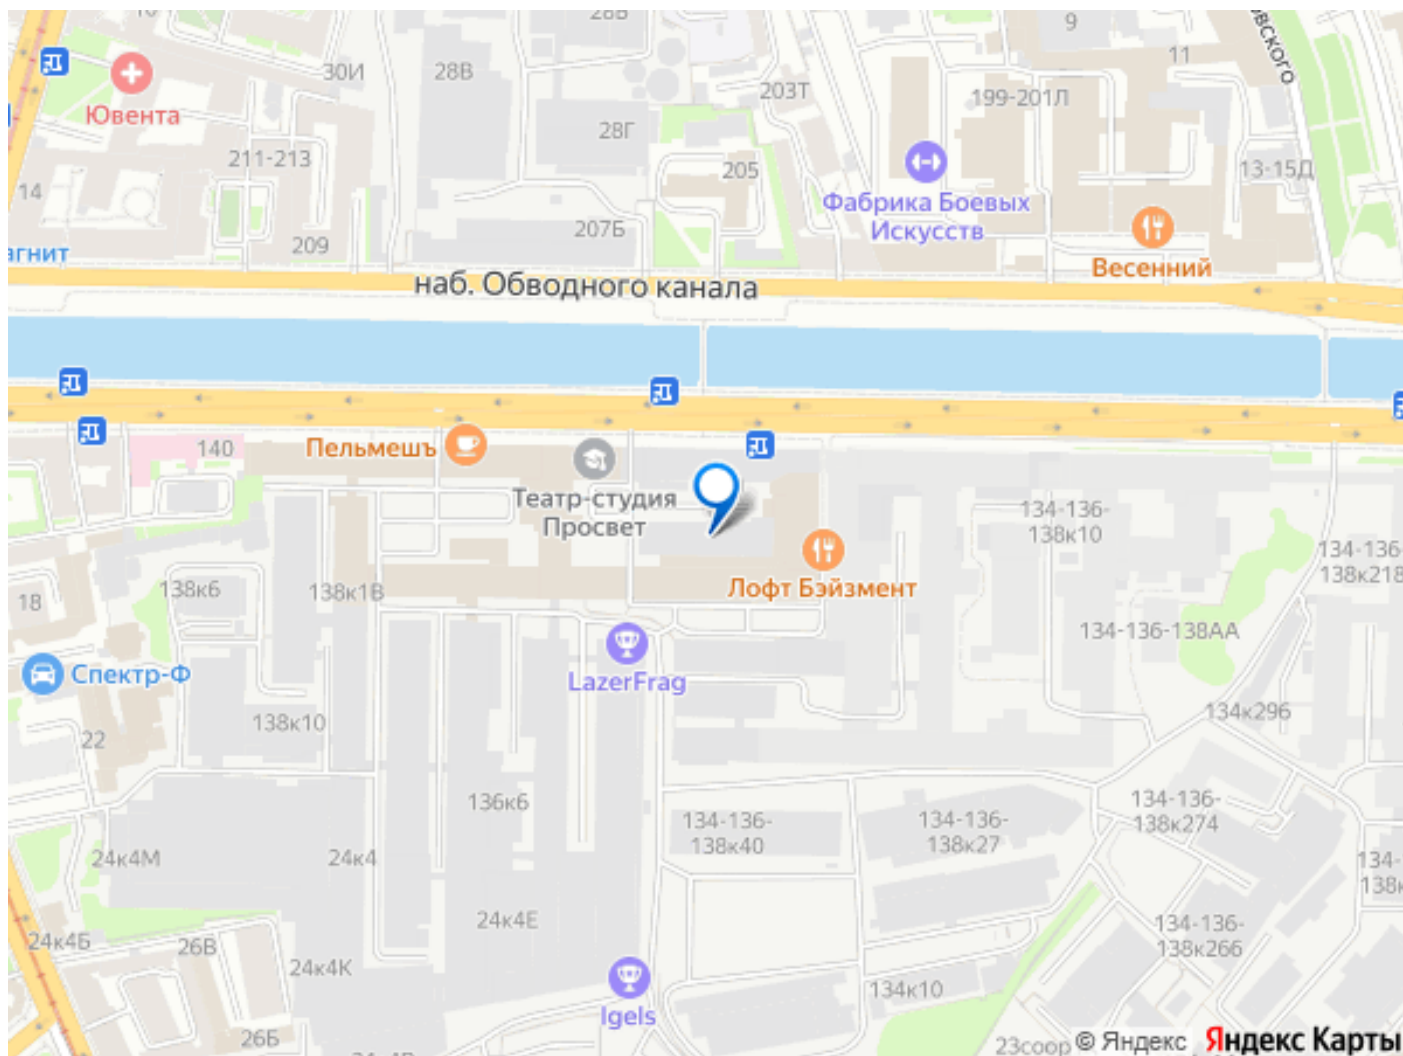 28Б
9
11
30И
28В
203Т
199-201Л
Ювента
28Г
211-213
205
13-15Д
14
Фабрика Боевых
Искусств
207Б
209
агнит
Весенний
наб. Обводного канала
140
Пельмешъ
Театр-студия
Просвет
134-136-
138к10
134-136
138к218
Лофт Бэйзмент
138к6
138к1В
18
134-136-138АА
Спектр-Ф
LazerFrag
138к10
134к296
22
136к6
134-136-
138к40
134-136-
138к27
134-136-
138к274
24к4М
24к4
134-
138к
24к4Е
24к4Б
26В
24к4К
134-136-
138к266
134к10
Igels
26Б
23соор
© Яндекс
Яндекс Карты